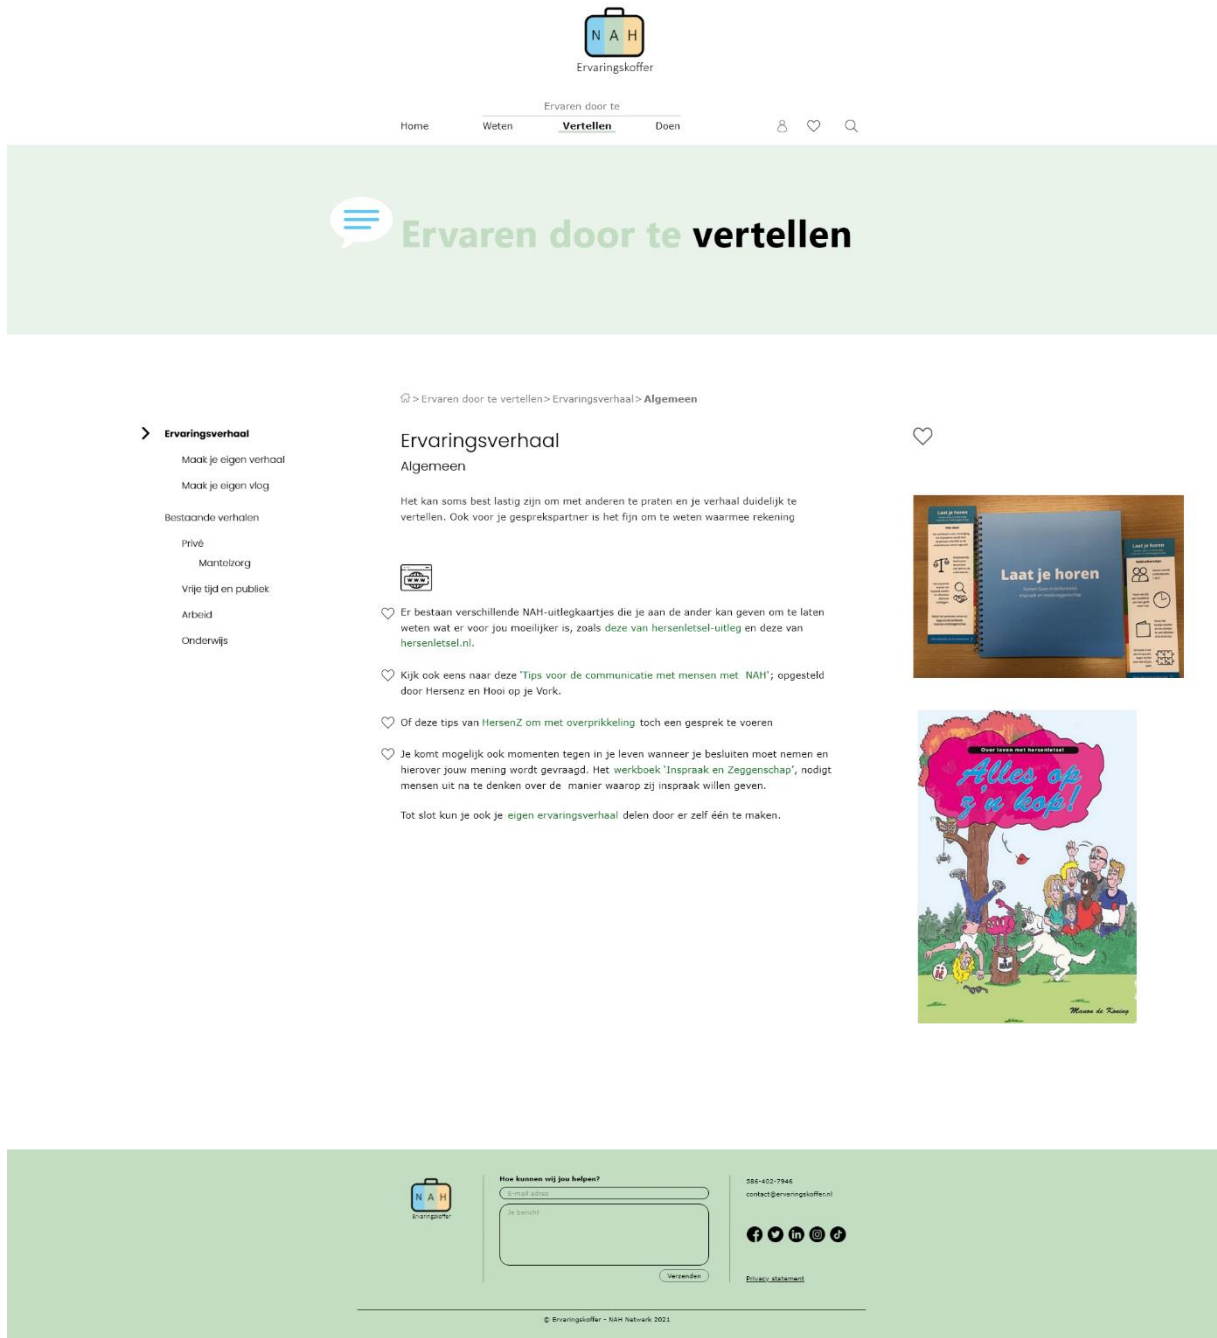 N A H
Ervaringskoffer
Ervaren door te
Home Weten Vertellen Doen
Ervaren door te vertellen
> Ervaren door te vertellen > Ervaringsverhaal > Algemeen
Ervaringsverhaal
Maak je eigen verhaal
Maak je eigen vlog
Bestaande verhalen
Privé
Mantelzorg
Vrije tijd en publiek
Arbeid
Onderwijs
Ervaringsverhaal
Algemeen
Het kan soms best lastig zijn om met anderen te praten en je verhaal duidelijk te
vertellen. Ook voor je gesprekspartner is het fijn om te weten waarmee rekening
www
Er bestaan verschillende NAH-uitlegkaartjes die je aan de ander kan geven om te laten
weten wat er voor jou moeilijker is, zoals deze van hersenletsel-uitleg en deze van
hersenletsel.nl.
Kijk ook eens naar deze 'Tips voor de communicatie met mensen met NAH'; opgesteld
door Hersenz en Hooi op je Vork.
Of deze tips van HersenZ om met overprikkeling toch een gesprek te voeren
Je komt mogelijk ook momenten tegen in je leven wanneer je besluiten moet nemen en
hierover jouw mening wordt gevraagd. Het werkboek 'Inspraak en Zeggenschap', nodigt
mensen uit na te denken over de manier waarop zij inspraak willen geven.
Tot slot kun je ook je eigen ervaringsverhaal delen door er zelf één te maken.
Laat je horen
Laat je horen
Laat je horen
Over leven met hersenletsel
Alles op
z'n kop!
NAH
Manon de Koning
N A H
Ervaringskoffer
Hoe kunnen wij jou helpen?
E-mail adres
Je bericht
Verzenden
586-402-7946
contact@ervaringskoffer.nl
Privacy statement
© Ervaringskoffer - NAH Netwerk 2021